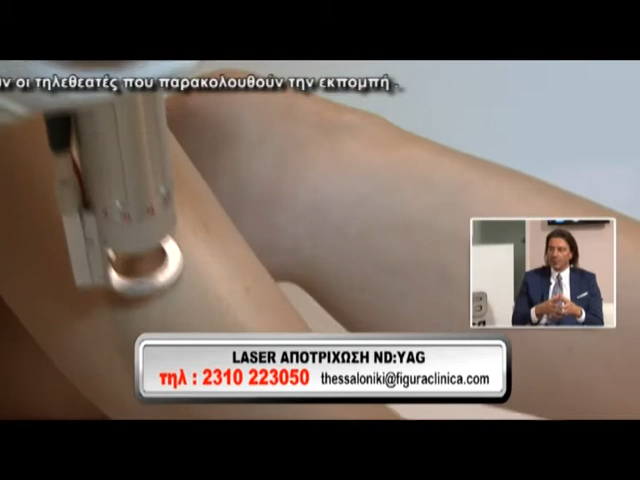 οι τηλεθεατές που παρακολουθούν την εκπομπή -
LASER ΑΠΟΤΡΙΧΩΣΗ ND:YAG
τηλ : 2310 223050 thessaloniki@figuraclinica.com